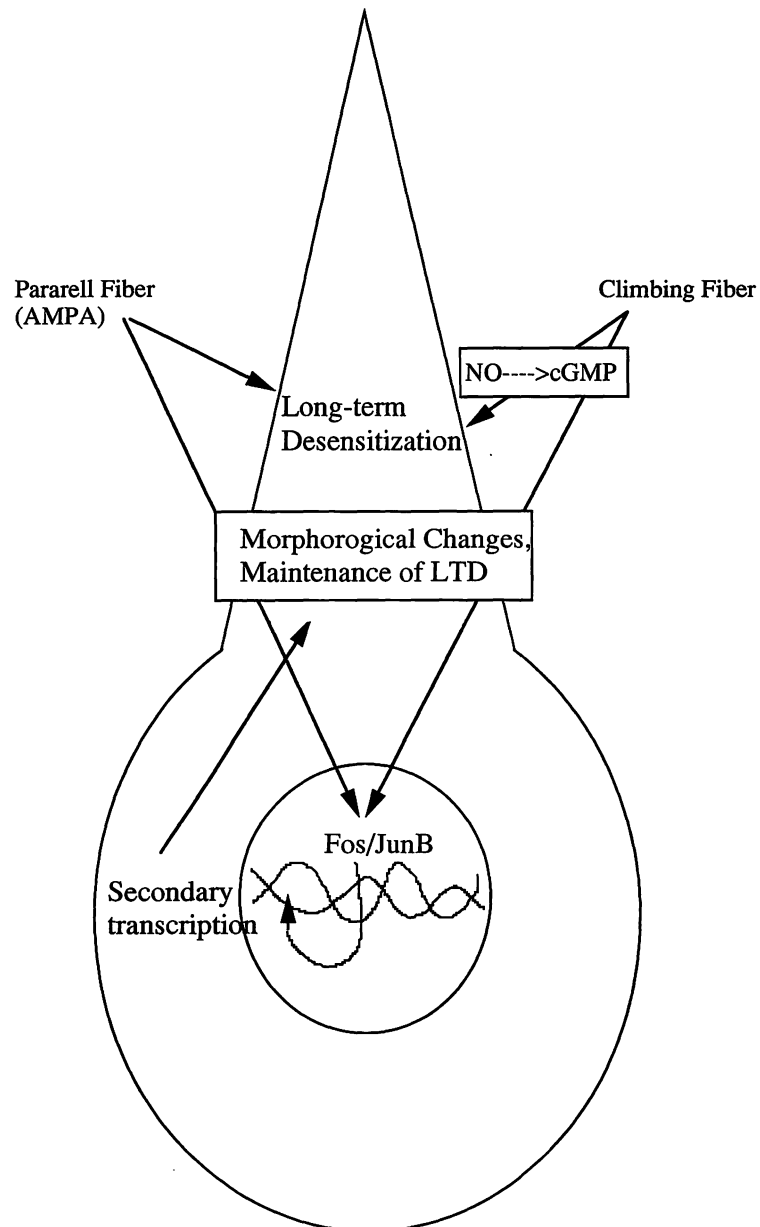 Pararell Fiber
(AMPA)
Climbing Fiber
NO---->cGMP
Long-term
Desensitization
Morphorogical Changes,
Maintenance of LTD
Fos/JunB
Secondary
transcription